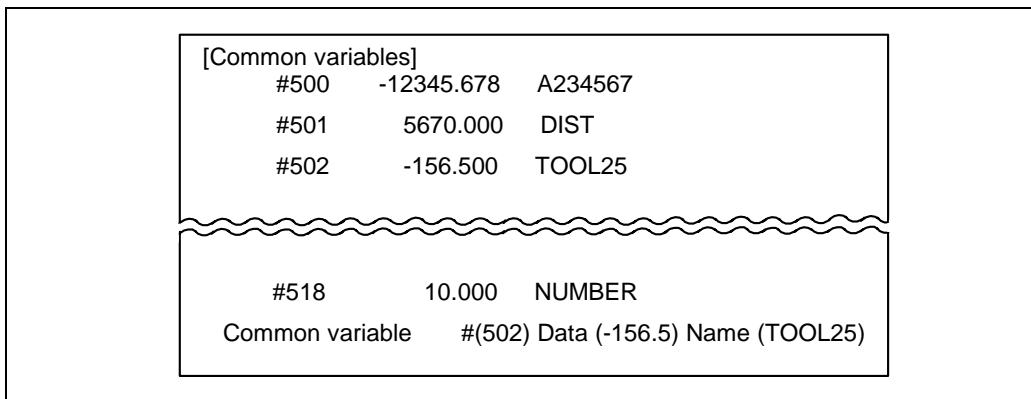 [Common variables]
#500 -12345.678 A234567
#501 5670.000 DIST
#502 -156.500 TOOL25
#518 10.000 NUMBER
Common variable #(502) Data (-156.5) Name (TOOL25)